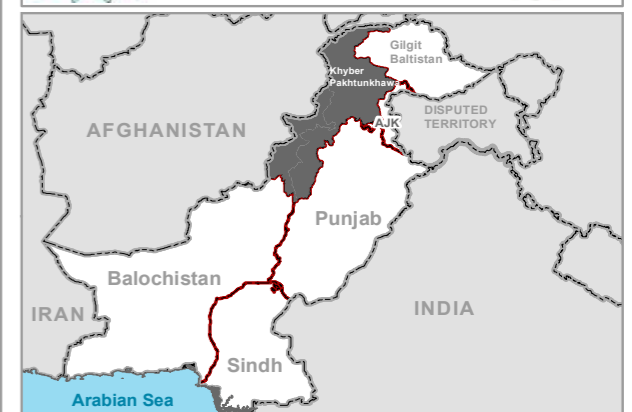 Gilgit
Baltistan
Khyber
Pakhtunkhawa
DISPUTED
TERRITORY
AJK
AFGHANISTAN
Punjab
Balochistan
INDIA
IRAN
Sindh
Arabian Sea